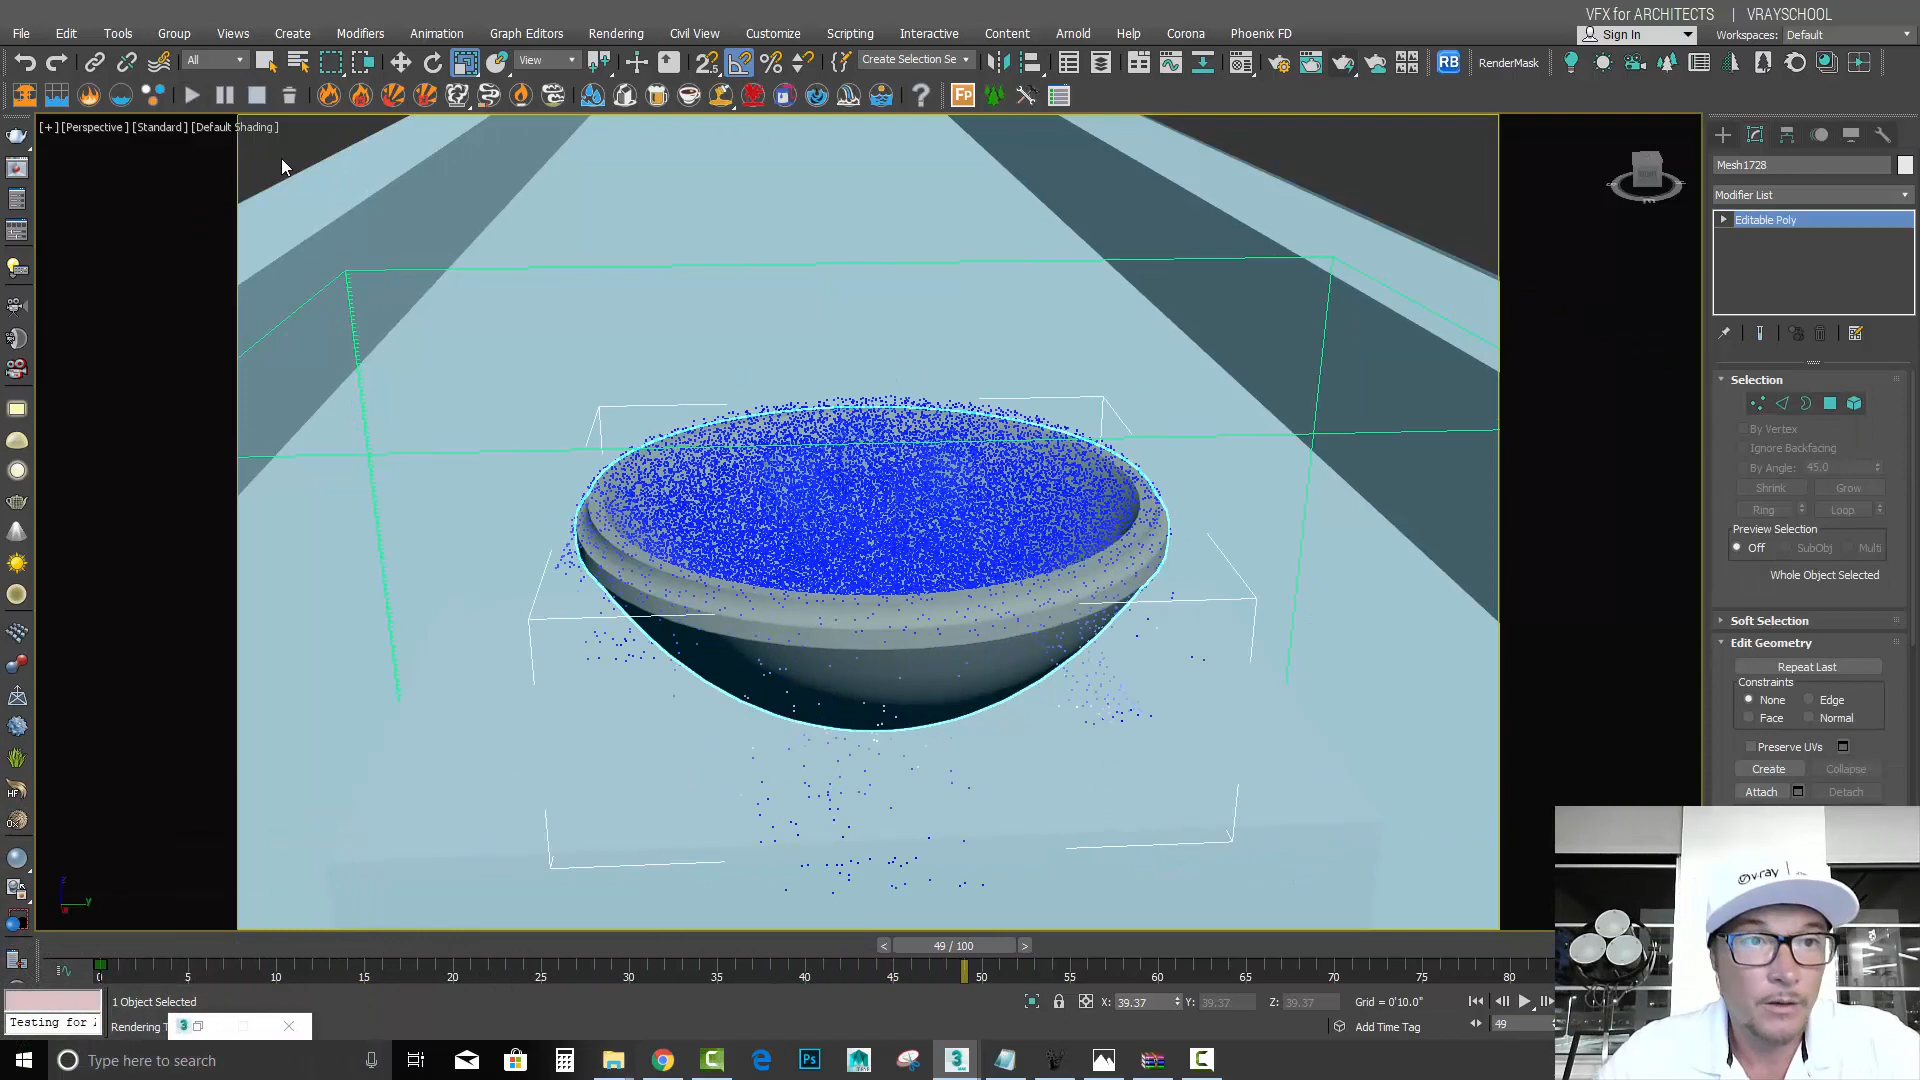 VFX for ARCHITECTS | VRAYSCHOOL
File Edit Tools Group Views Create Modifiers Animation Graph Editors Rendering Civil View Customize Scripting Interactive Content Arnold Help Corona Phoenix FD
Sign In Workspaces: Default
All View Create Selection Se RB RenderMask
Fp
[+] [Perspective] [Standard] [Default Shading]
Mesh1728
Modifier List
Editable Poly
Selection
By Vertex
Ignore Backfacing
By Angle: 45.0
Shrink Grow
Ring Loop
Preview Selection
Off SubObj Multi
Whole Object Selected
Soft Selection
Edit Geometry
Repeat Last
Constraints
None Edge
Face Normal
Preserve UVs
Create Collapse
Attach Detach
HF
z
y
vray
< 49 / 100 >
0 5 10 15 20 25 30 35 40 45 50 55 60 65 70 75 80
1 Object Selected
X: 39.37 Y: 39.37 Z: 39.37 Grid = 0'10.0"
Testing for
Rendering T
3
Add Time Tag
49
Type here to search
Ps
3